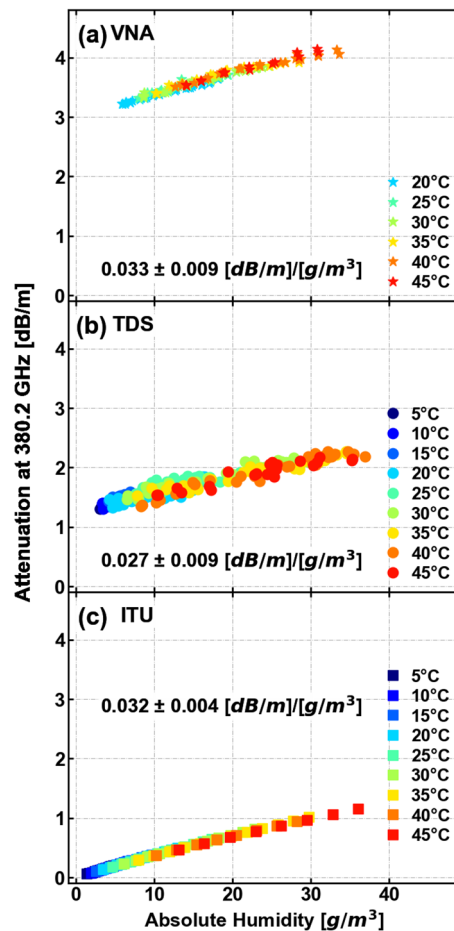 (a) VNA
4
3
2
1
0
20°C
25°C
30°C
35°C
40°C
45°C
0.033 ± 0.009 [dB/m]/[g/m³]
(b) TDS
4
3
2
1
0
5°C
10°C
15°C
20°C
25°C
30°C
35°C
40°C
45°C
0.027 ± 0.009 [dB/m]/[g/m³]
(c) ITU
4
3
2
1
0
5°C
10°C
15°C
20°C
25°C
30°C
35°C
40°C
45°C
0.032 ± 0.004 [dB/m]/[g/m³]
0 10 20 30 40
Absolute Humidity [g/m³]
Attenuation at 380.2 GHz [dB/m]